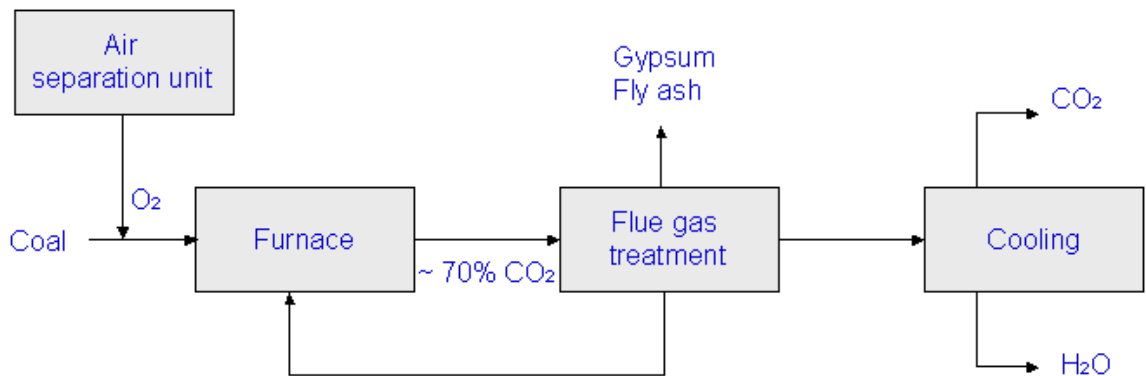 Air
separation unit
Gypsum
Fly ash
CO₂
O₂
Coal
Furnace
~ 70% CO₂
Flue gas
treatment
Cooling
H₂O